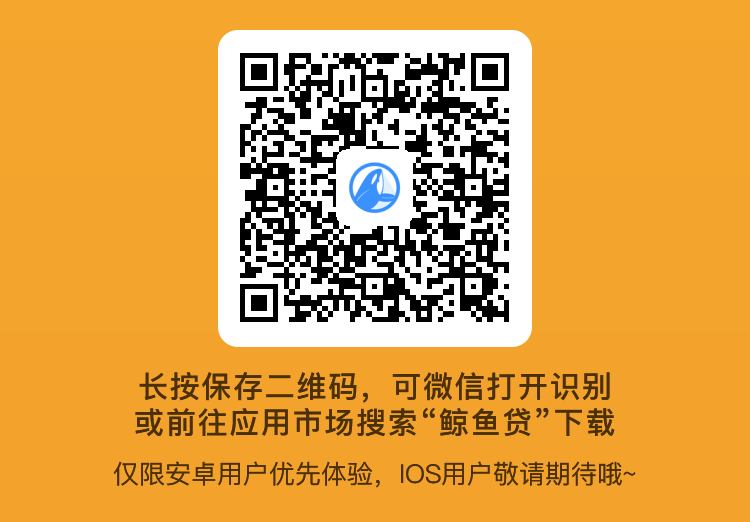 长按保存二维码，可微信打开识别
或前往应用市场搜索“鲸鱼贷”下载
仅限安卓用户优先体验，IOS用户敬请期待哦~